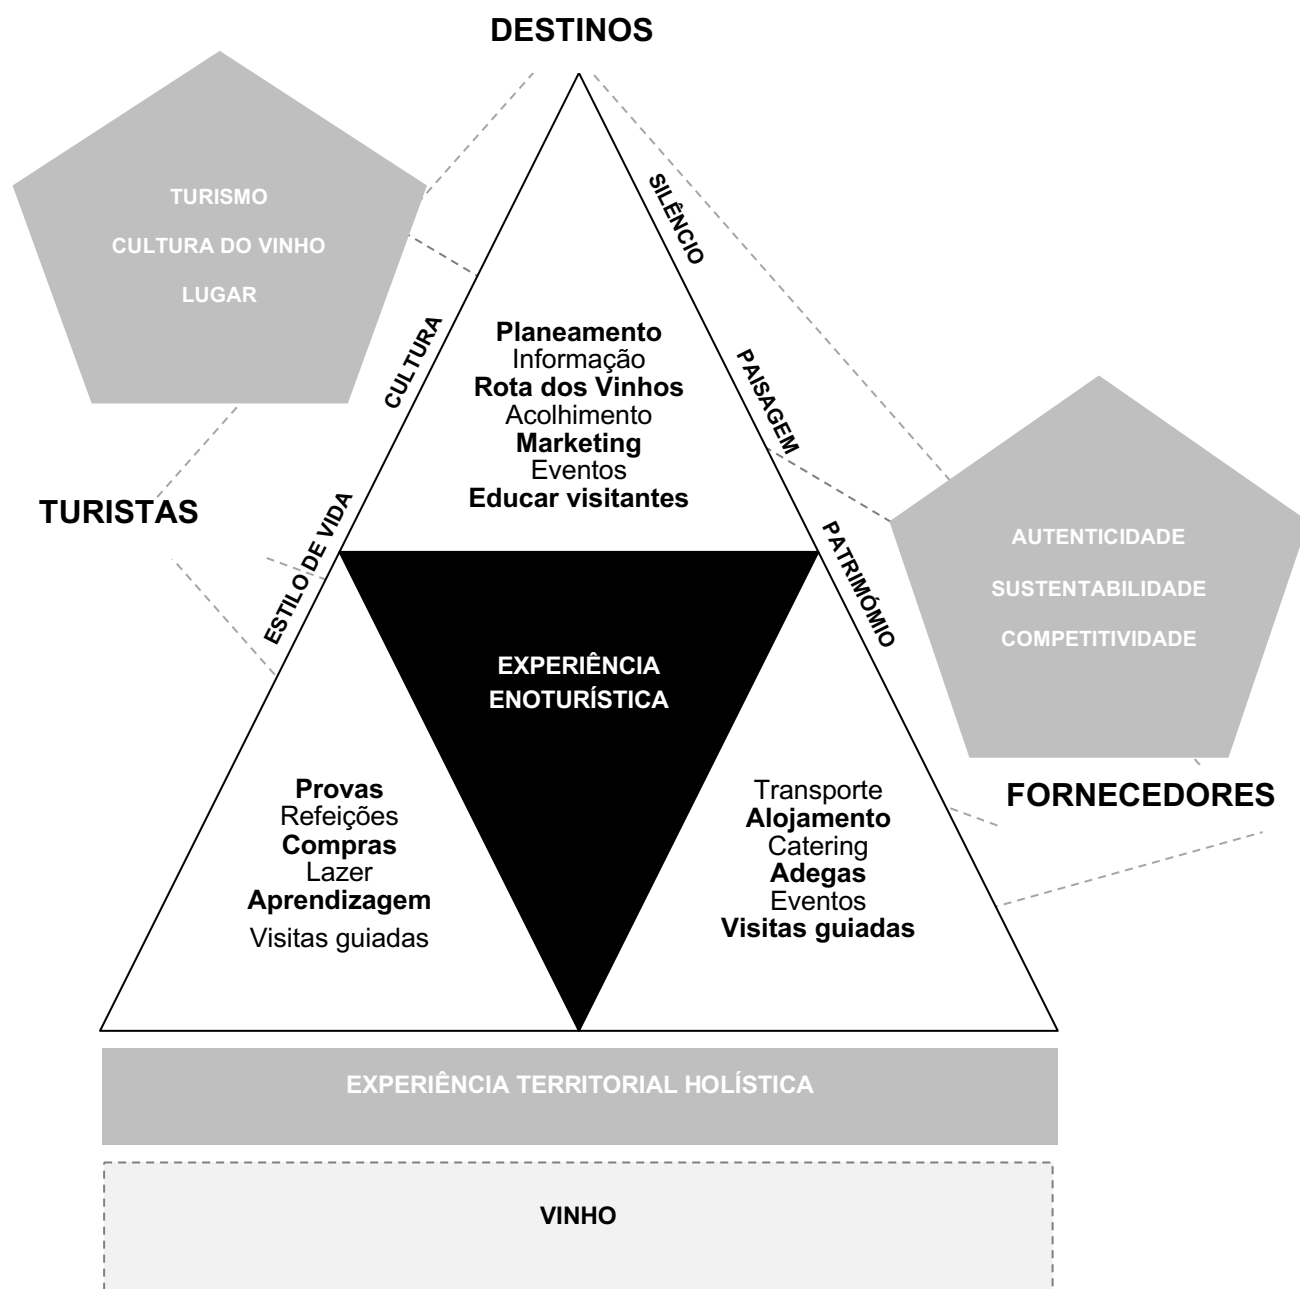 DESTINOS
TURISMO
CULTURA DO VINHO
LUGAR
SILÊNCIO
CULTURA
PAISAGEM
Planeamento
Informação
Rota dos Vinhos
Acolhimento
Marketing
Eventos
Educar visitantes
TURISTAS
ESTILO DE VIDA
PATRIMÓMIO
AUTENTICIDADE
SUSTENTABILIDADE
COMPETITIVIDADE
EXPERIÊNCIA
ENOTURÍSTICA
Provas
Refeições
Compras
Lazer
Aprendizagem
Visitas guiadas
Transporte
Alojamento
Catering
Adegas
Eventos
Visitas guiadas
FORNECEDORES
EXPERIÊNCIA TERRITORIAL HOLÍSTICA
VINHO